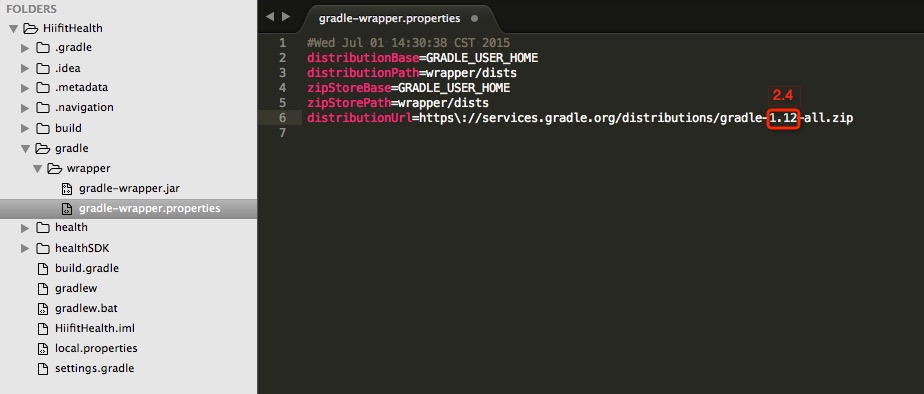 FOLDERS
HiifitHealth
.gradle
.idea
.metadata
.navigation
build
gradle
wrapper
gradle-wrapper.jar
gradle-wrapper.properties
health
healthSDK
build.gradle
gradlew
gradlew.bat
HiifitHealth.iml
local.properties
settings.gradle
gradle-wrapper.properties
1 #Wed Jul 01 14:30:38 CST 2015
2 distributionBase=GRADLE_USER_HOME
3 distributionPath=wrapper/dists
4 zipStoreBase=GRADLE_USER_HOME
5 zipStorePath=wrapper/dists
2.4
6 distributionUrl=https\://services.gradle.org/distributions/gradle-1.12-all.zip
7